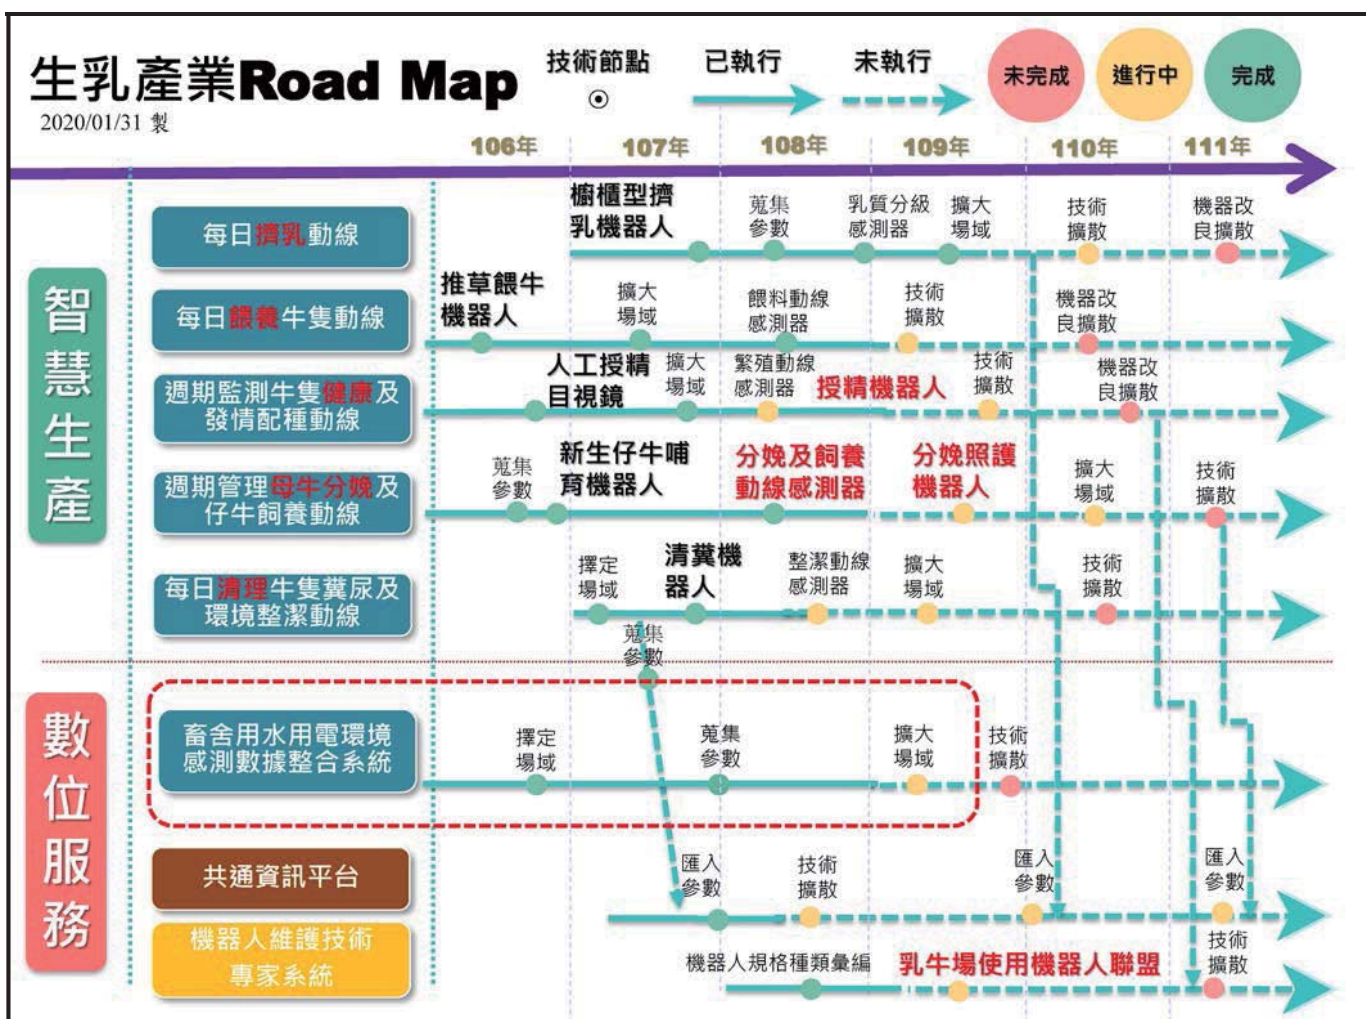 生乳產業Road Map
2020/01/31 製
技術節點
已執行
未執行
未完成
進行中
完成
106年
107年
108年
109年
110年
111年
智慧生產
每日擠乳動線
櫥櫃型擠
乳機器人
蒐集
參數
乳質分級
感測器
擴大
場域
技術
擴散
機器改
良擴散
每日餵養牛隻動線
推草餵牛
機器人
擴大
場域
餵料動線
感測器
技術
擴散
機器改
良擴散
週期監測牛隻健康及
發情配種動線
人工授精
目視鏡
擴大
場域
繁殖動線
感測器
授精機器人
技術
擴散
機器改
良擴散
週期管理母牛分娩及
仔牛飼養動線
蒐集
參數
新生仔牛哺
育機器人
分娩及飼養
動線感測器
分娩照護
機器人
擴大
場域
技術
擴散
每日清理牛隻糞尿及
環境整潔動線
擇定
場域
清糞機
器人
整潔動線
感測器
擴大
場域
技術
擴散
蒐集
參數
數位服務
畜舍用水用電環境
感測數據整合系統
擇定
場域
蒐集
參數
擴大
場域
技術
擴散
共通資訊平台
匯入
參數
技術
擴散
匯入
參數
匯入
參數
機器人維護技術
專家系統
機器人規格種類彙編
乳牛場使用機器人聯盟
技術
擴散